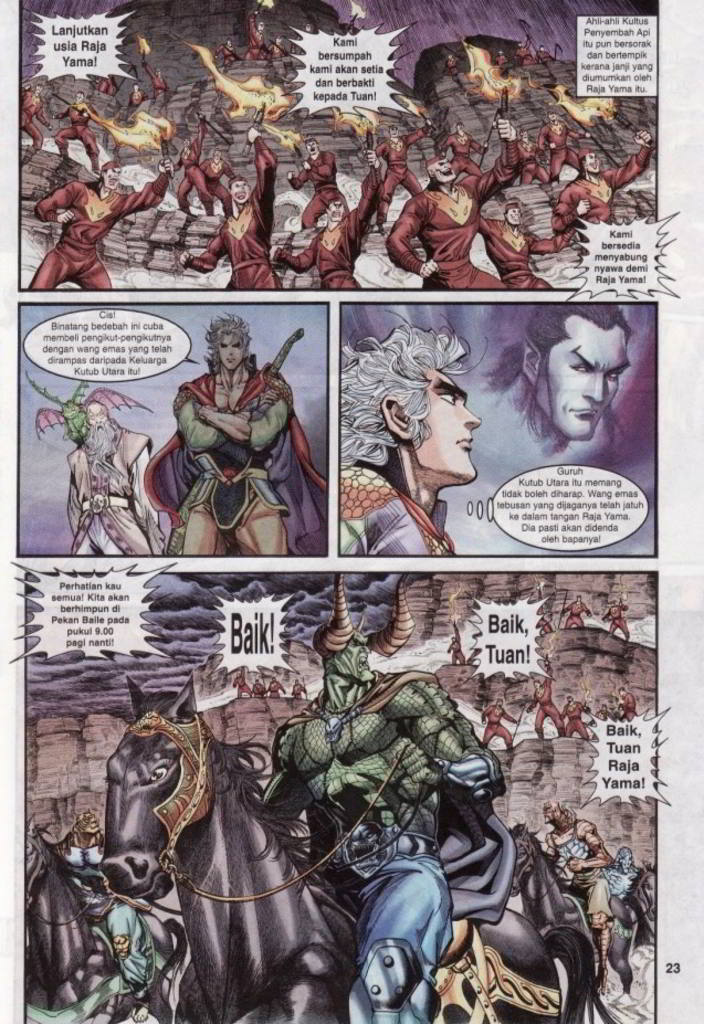 Lanjutkan
usia Raja
Yama!
Kami
bersumpah
kami akan setia
dan berbakti
kepada Tuan!
Ahli-ahli Kultus
Penyembah Api
itu pun bersorak
dan bertempik
kerana janji yang
diumumkan oleh
Raja Yama itu.
Kami
bersedia
menyabung
nyawa demi
Raja Yama!
Cis!
Binatang bedebah ini cuba
membeli pengikut-pengikutnya
dengan wang emas yang telah
dirampas daripada Keluarga
Kutub Utara itu!
Guruh
Kutub Utara itu memang
tidak boleh diharap. Wang emas
tebusan yang dijaganya telah jatuh
ke dalam tangan Raja Yama.
Dia pasti akan didenda
oleh bapanya!
Perhatian kau
semua! Kita akan
berhimpun di
Pekan Baile pada
pukul 9.00
pagi nanti!
Baik!
Baik,
Tuan!
Baik,
Tuan
Raja
Yama!
23